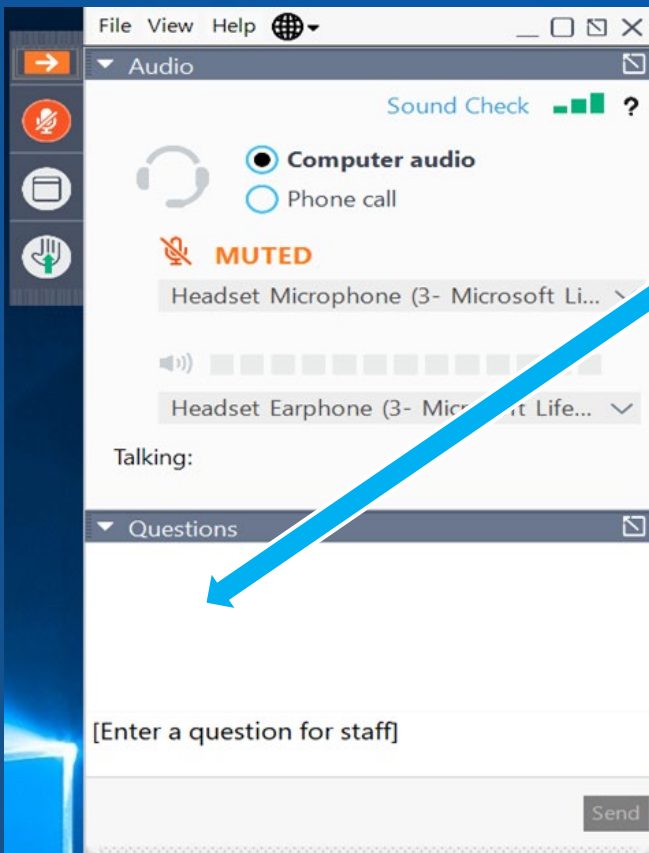 File View Help
Audio
Sound Check ?
Computer audio
Phone call
MUTED
Headset Microphone (3- Microsoft Li...
Headset Earphone (3- Life...
Talking:
Questions
[Enter a question for staff]
Send